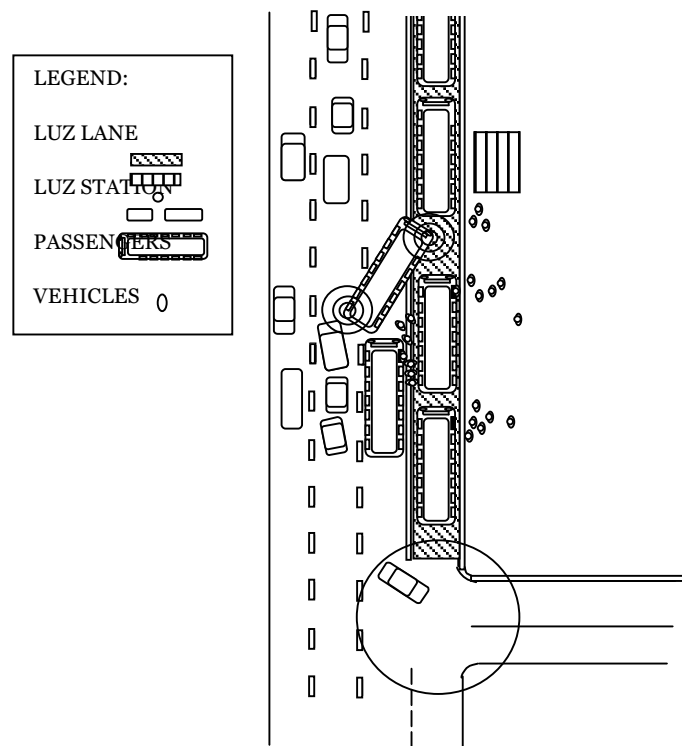 LEGEND:
LUZ LANE
LUZ STATION
PASSENGERS
VEHICLES